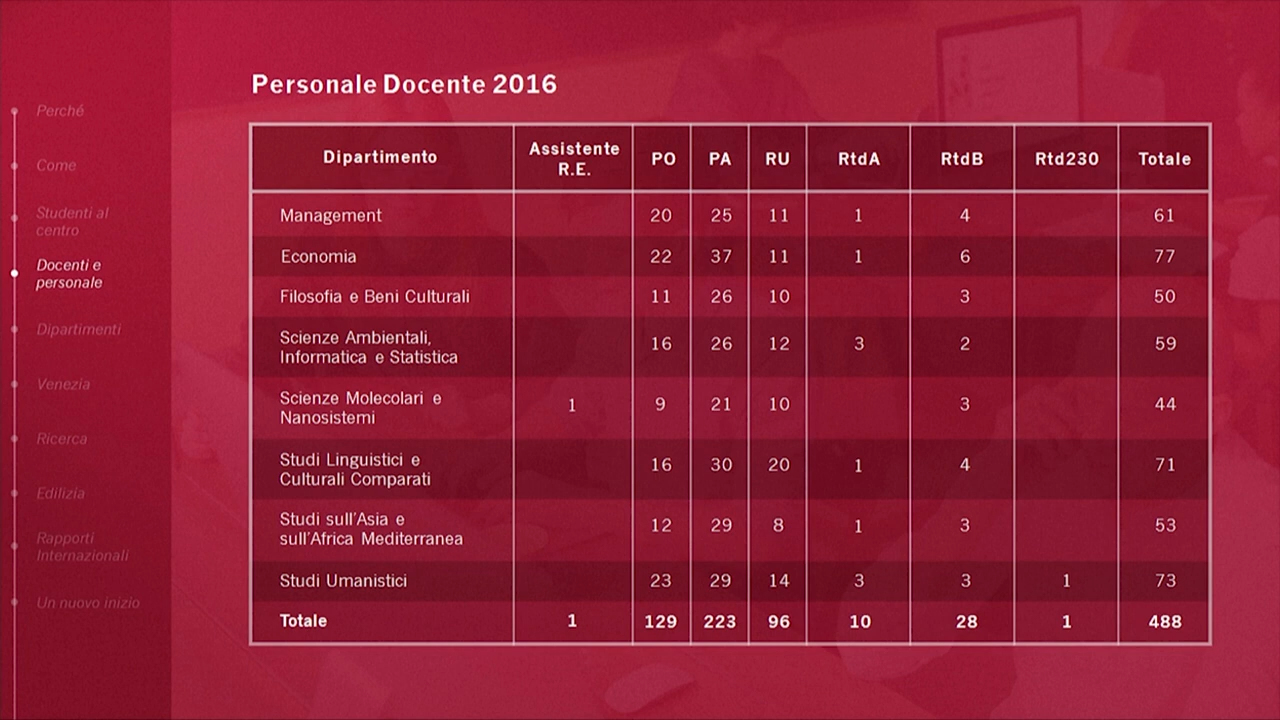 Perché
Come
Studenti al
centro
Docenti e
personale
Dipartimenti
Venezia
Ricerca
Edilizia
Rapporti
Internazionali
Un nuovo inizio
Personale Docente 2016
Dipartimento Assistente R.E. PO PA RU RtdA RtdB Rtd230 Totale
Management 20 25 11 1 4 61
Economia 22 37 11 1 6 77
Filosofia e Beni Culturali 11 26 10 3 50
Scienze Ambientali,
Informatica e Statistica 16 26 12 3 2 59
Scienze Molecolari e
Nanosistemi 1 9 21 10 3 44
Studi Linguistici e
Culturali Comparati 16 30 20 1 4 71
Studi sull'Asia e
sull'Africa Mediterranea 12 29 8 1 3 53
Studi Umanistici 23 29 14 3 3 1 73
Totale 1 129 223 96 10 28 1 488